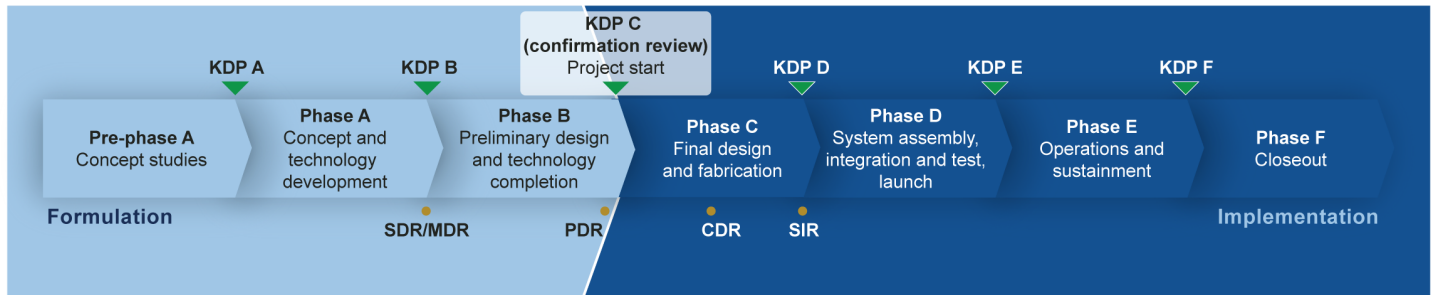 KDP C
(confirmation review)
Project start
KDP A
KDP B
KDP D
KDP E
KDP F
Pre-phase A
Concept studies
Phase A
Concept and
technology
development
Phase B
Preliminary design
and technology
completion
Phase C
Final design
and fabrication
Phase D
System assembly,
integration and test,
launch
Phase E
Operations and
sustainment
Phase F
Closeout
Formulation
Implementation
SDR/MDR
PDR
CDR
SIR